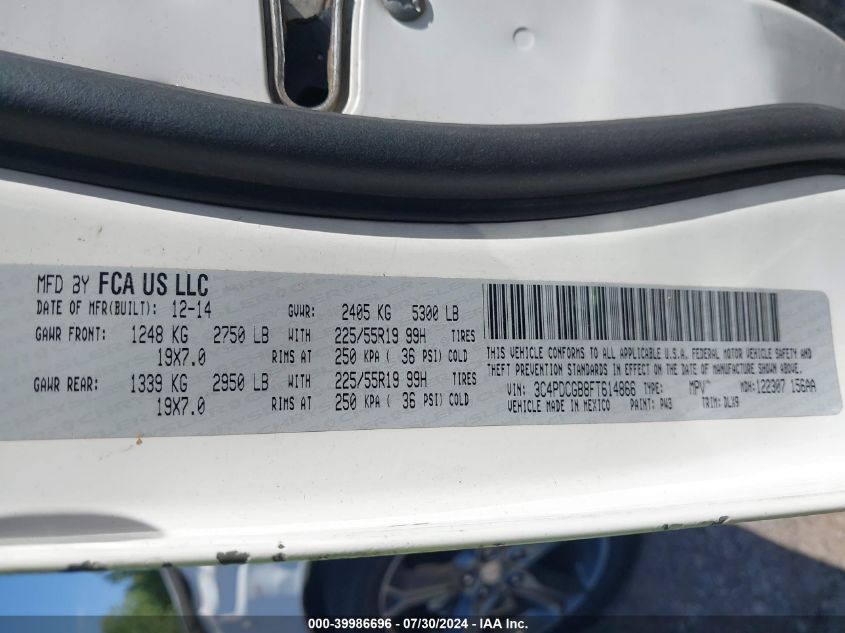 MFD BY FCA US LLC
DATE OF MFR(BUILT): 12-14 GVWR: 2405 KG 5300 LB
GAWR FRONT: 1248 KG 2750 LB WITH 225/55R19 99H TIRES
19X7.0 RIMS AT 250 KPA ( 36 PSI) COLD
GAWR REAR: 1339 KG 2950 LB WITH 225/55R19 99H TIRES
19X7.0 RIMS AT 250 KPA ( 36 PSI) COLD
THIS VEHICLE CONFORMS TO ALL APPLICABLE U.S.A. FEDERAL MOTOR VEHICLE SAFETY AND
THEFT PREVENTION STANDARDS IN EFFECT ON THE DATE OF MANUFACTURE SHOWN ABOVE.
VIN: 3C4PDCGB8FT614866 TYPE: MPV MDH:122307 156AA
VEHICLE MADE IN MEXICO PAINT: PW3 TRIM: DLX9
000-39986696 - 07/30/2024 - IAA Inc.